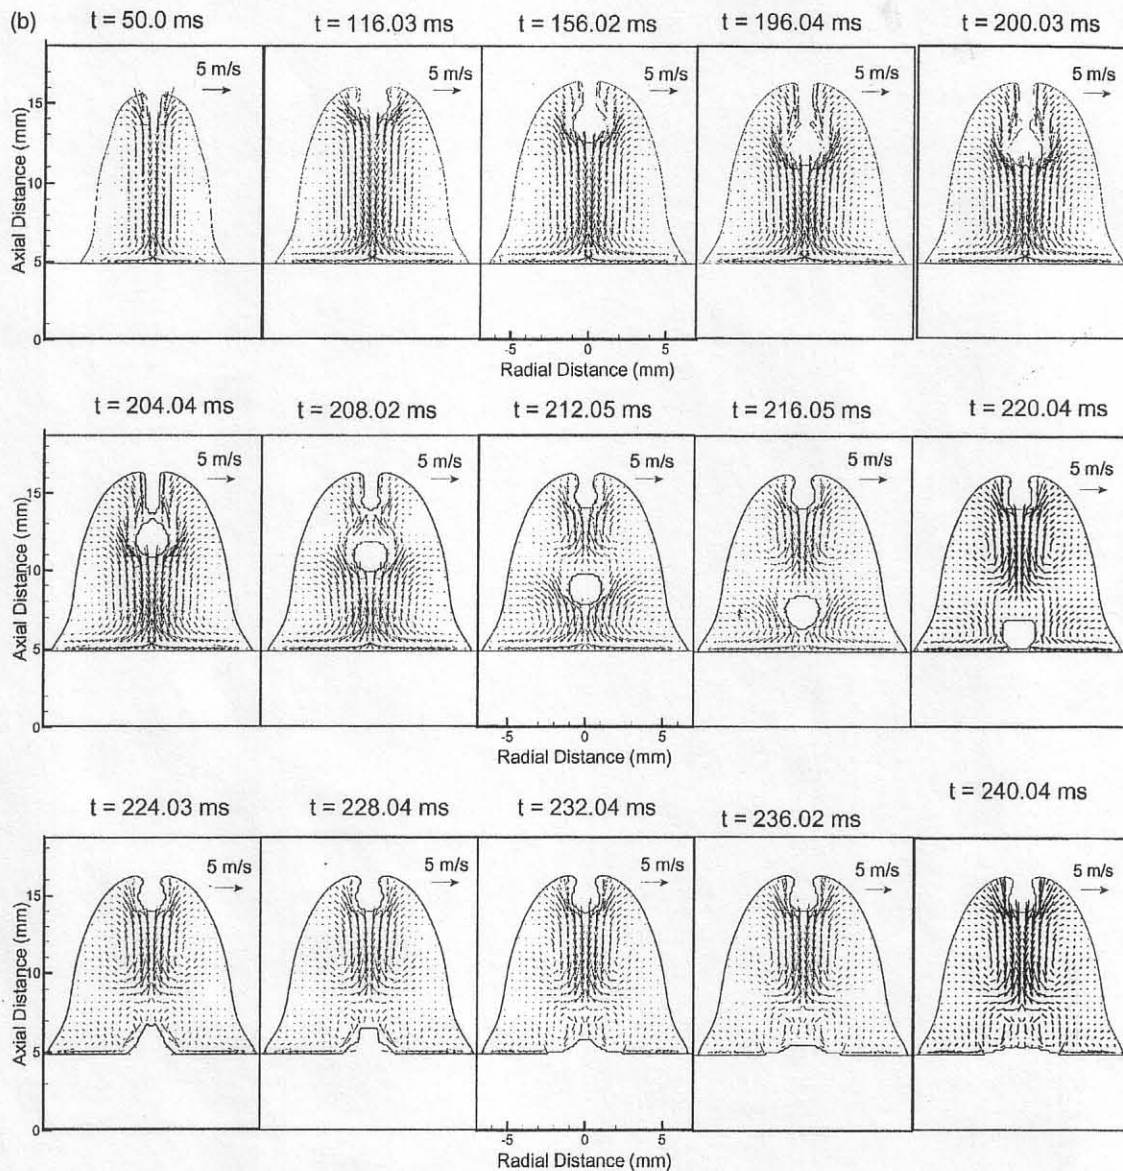 (b)
t = 50.0 ms t = 116.03 ms t = 156.02 ms t = 196.04 ms t = 200.03 ms
5 m/s 5 m/s 5 m/s 5 m/s 5 m/s
Axial Distance (mm)
15
10
5
0
-5 0 5
Radial Distance (mm)
t = 204.04 ms t = 208.02 ms t = 212.05 ms t = 216.05 ms t = 220.04 ms
5 m/s 5 m/s 5 m/s 5 m/s 5 m/s
Axial Distance (mm)
15
10
5
0
-5 0 5
Radial Distance (mm)
t = 224.03 ms t = 228.04 ms t = 232.04 ms t = 236.02 ms t = 240.04 ms
5 m/s 5 m/s 5 m/s 5 m/s 5 m/s
Axial Distance (mm)
15
10
5
0
-5 0 5
Radial Distance (mm)